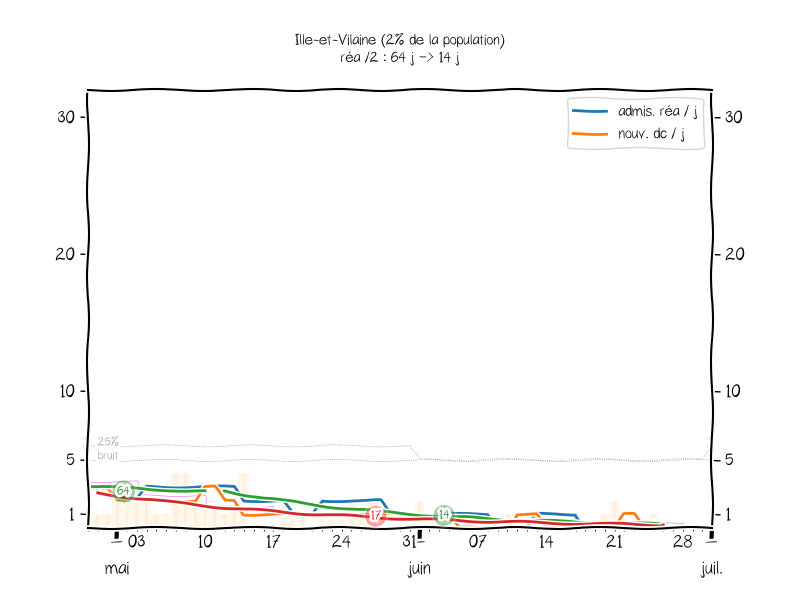 Ille-et-Vilaine (2% de la population)
réa /2 : 64 j -> 14 j
admis. réa / j
nouv. dc / j
30
30
20
20
10
10
25%
bruit
5
5
64
17
14
1
1
03
10
17
24
31
07
14
21
28
mai
juin
juil.